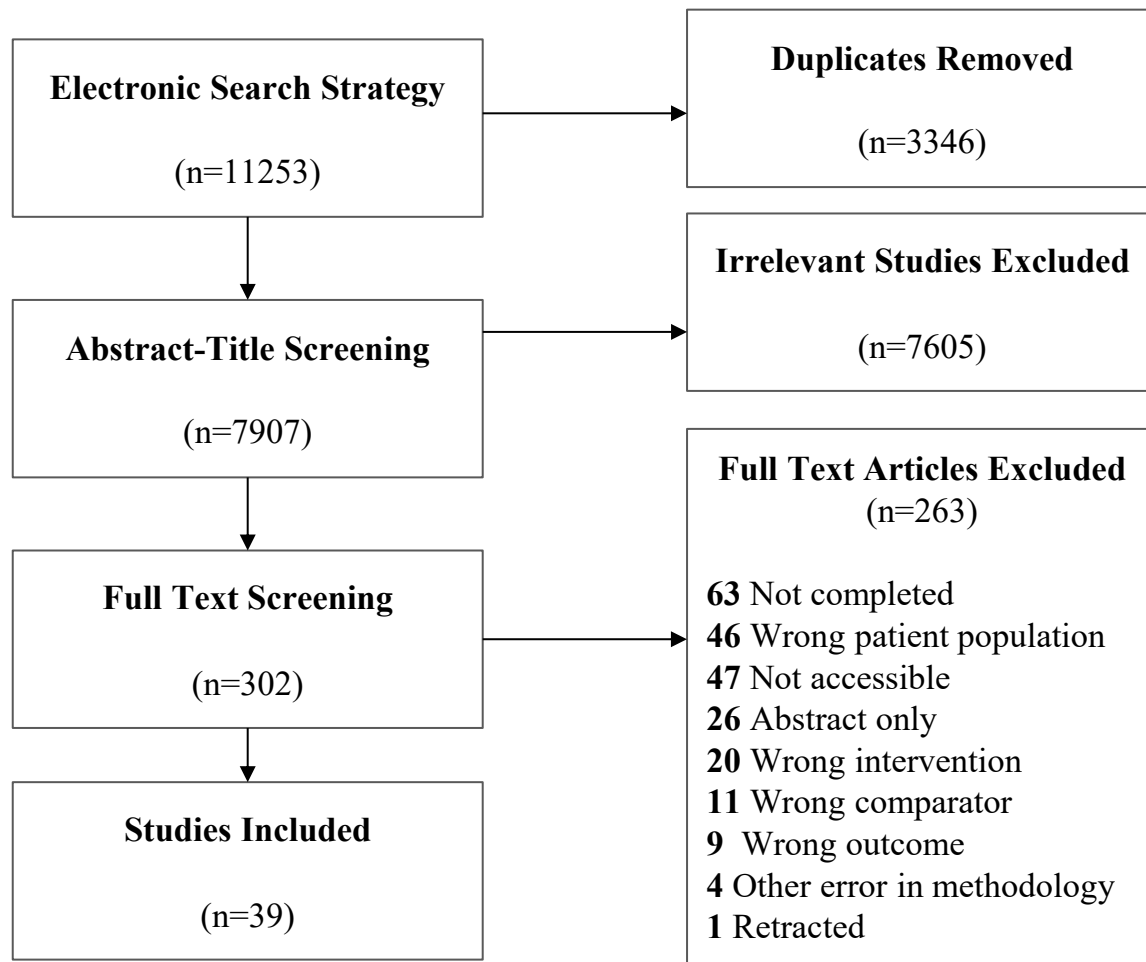 Electronic Search Strategy
(n=11253)
Duplicates Removed
(n=3346)
Abstract-Title Screening
(n=7907)
Irrelevant Studies Excluded
(n=7605)
Full Text Screening
(n=302)
Full Text Articles Excluded
(n=263)
63 Not completed
46 Wrong patient population
47 Not accessible
26 Abstract only
20 Wrong intervention
11 Wrong comparator
9 Wrong outcome
4 Other error in methodology
1 Retracted
Studies Included
(n=39)